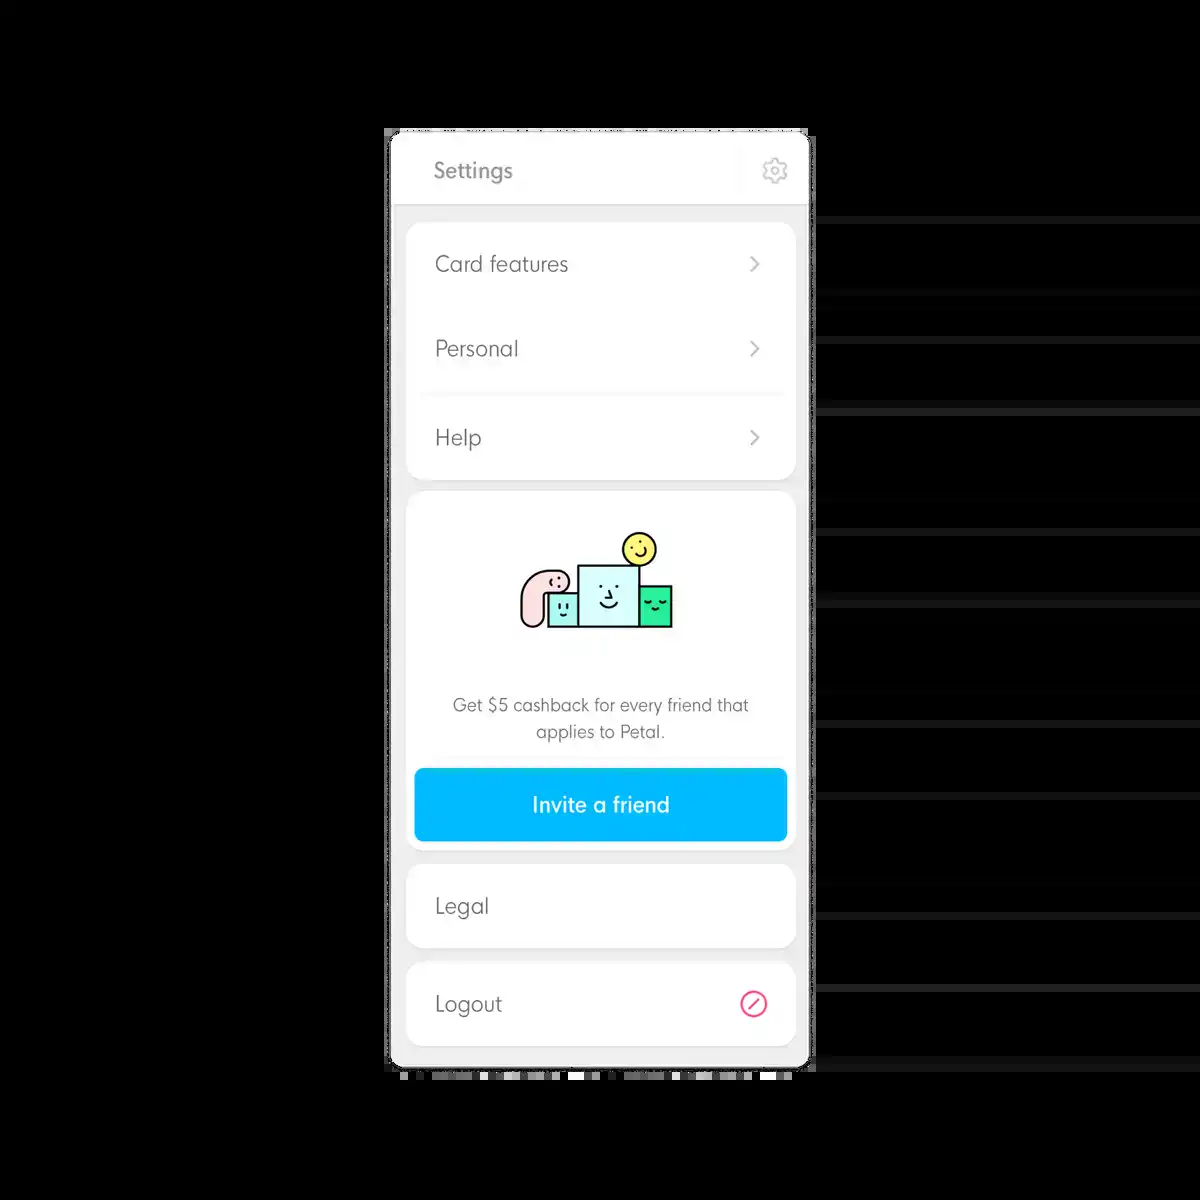 Settings
Card features
Personal
Help
Get $5 cashback for every friend that
applies to Petal.
Invite a friend
Legal
Logout